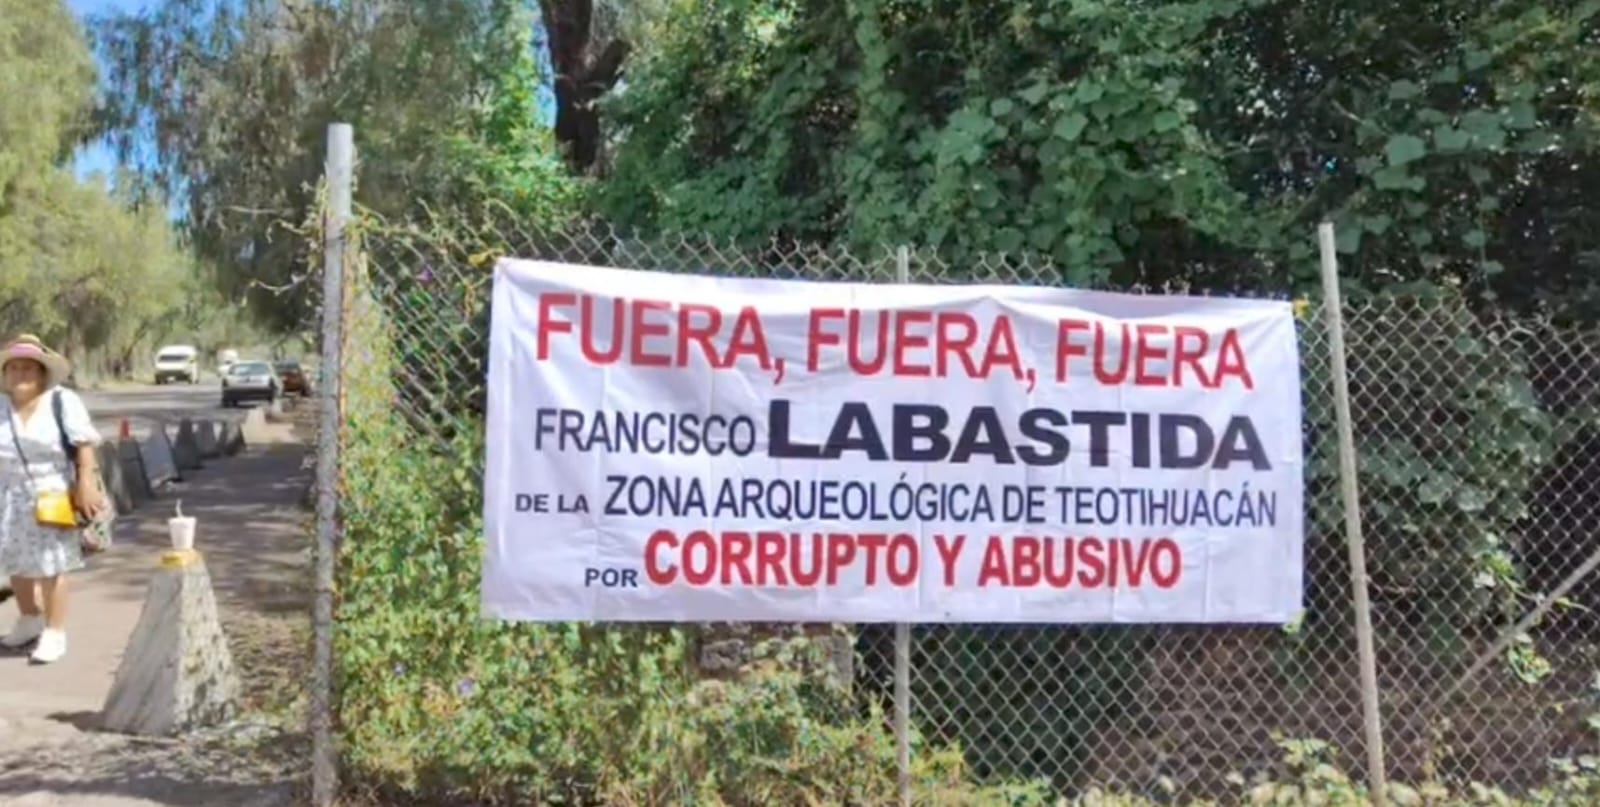 FUERA, FUERA, FUERA
FRANCISCO LABASTIDA
DE LA ZONA ARQUEOLÓGICA DE TEOTIHUACÁN
POR CORRUPTO Y ABUSIVO